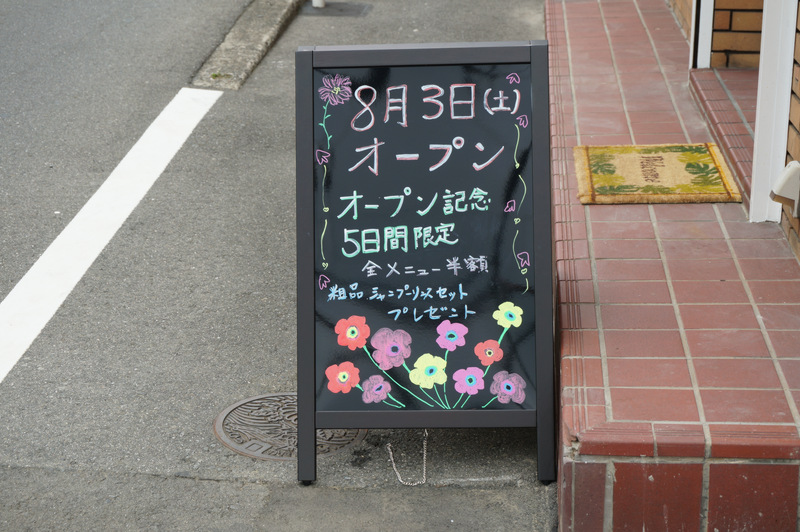 8月3日(土)
オープン
オープン記念
5日間限定
全メニュー半額
粗品 シャンプーリンスセット
プレゼント
Welcome